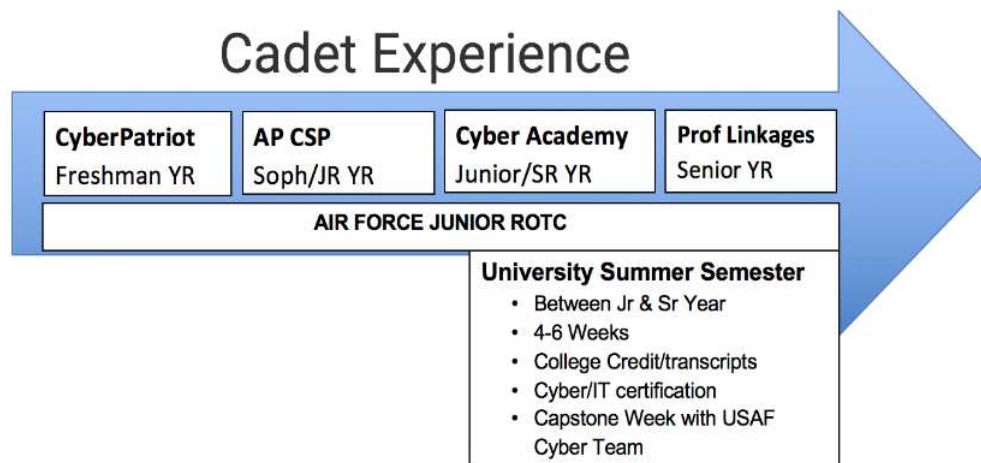 Cadet Experience
CyberPatriot
Freshman YR
AP CSP
Soph/JR YR
Cyber Academy
Junior/SR YR
Prof Linkages
Senior YR
AIR FORCE JUNIOR ROTC
University Summer Semester
• Between Jr & Sr Year
• 4-6 Weeks
• College Credit/transcripts
• Cyber/IT certification
• Capstone Week with USAF
Cyber Team